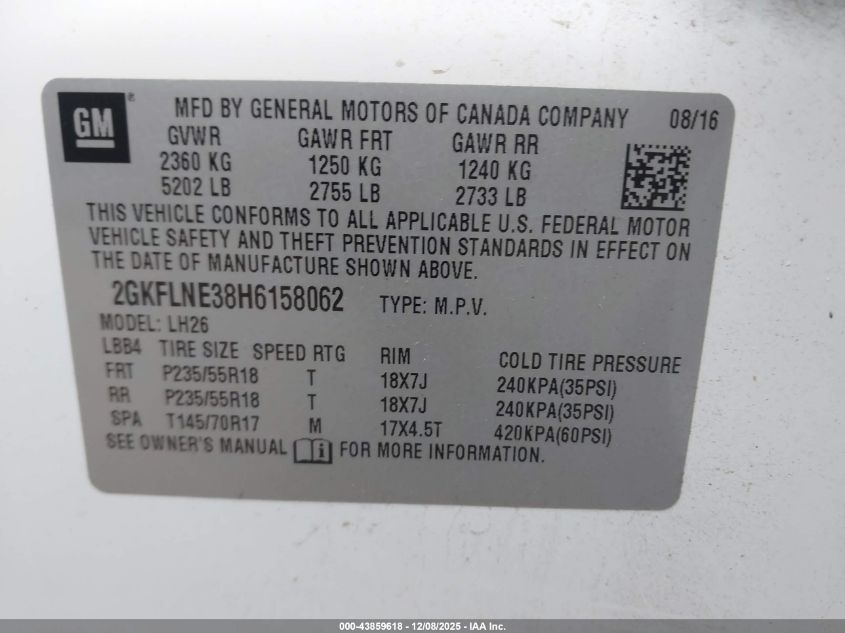 GM ® MFD BY GENERAL MOTORS OF CANADA COMPANY 08/16
GVWR GAWR FRT GAWR RR
2360 KG 1250 KG 1240 KG
5202 LB 2755 LB 2733 LB
THIS VEHICLE CONFORMS TO ALL APPLICABLE U.S. FEDERAL MOTOR
VEHICLE SAFETY AND THEFT PREVENTION STANDARDS IN EFFECT ON
THE DATE OF MANUFACTURE SHOWN ABOVE.
2GKFLNE38H6158062 TYPE: M.P.V.
MODEL: LH26
LBB4 TIRE SIZE SPEED RTG RIM COLD TIRE PRESSURE
FRT P235/55R18 T 18X7J 240KPA(35PSI)
RR P235/55R18 T 18X7J 240KPA(35PSI)
SPA T145/70R17 M 17X4.5T 420KPA(60PSI)
SEE OWNER'S MANUAL i FOR MORE INFORMATION.
000-43859618 - 12/08/2025 - IAA Inc.